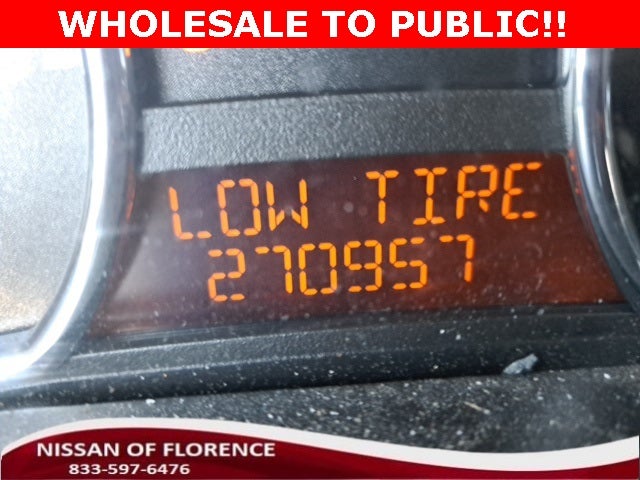 WHOLESALE TO PUBLIC!!
LOW TIRE
270957
NISSAN OF FLORENCE
833-597-6476